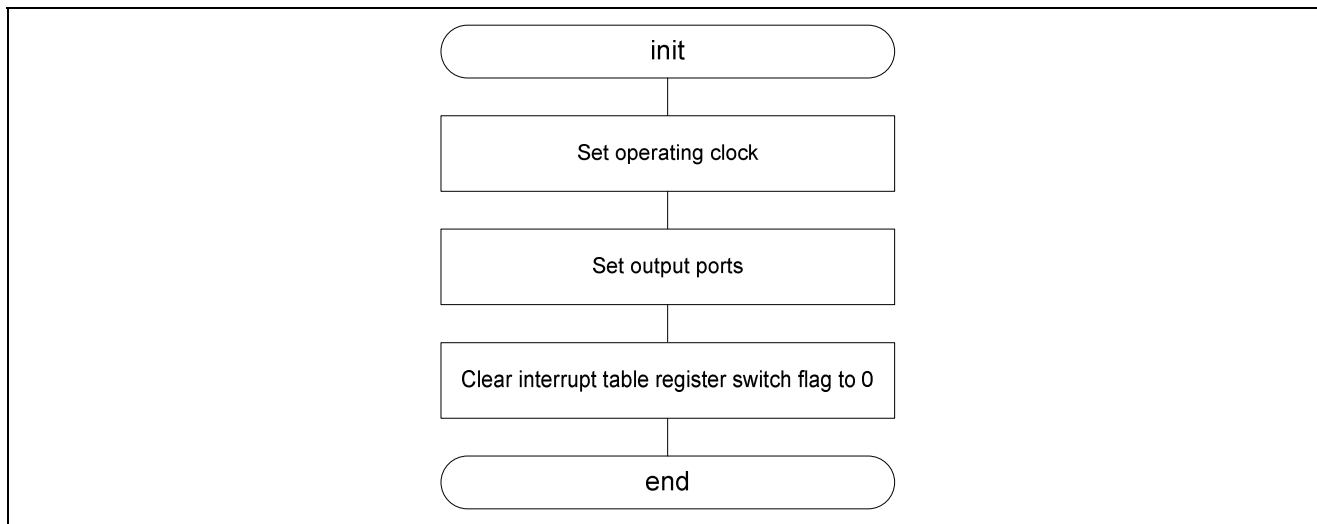 init
Set operating clock
Set output ports
Clear interrupt table register switch flag to 0
end